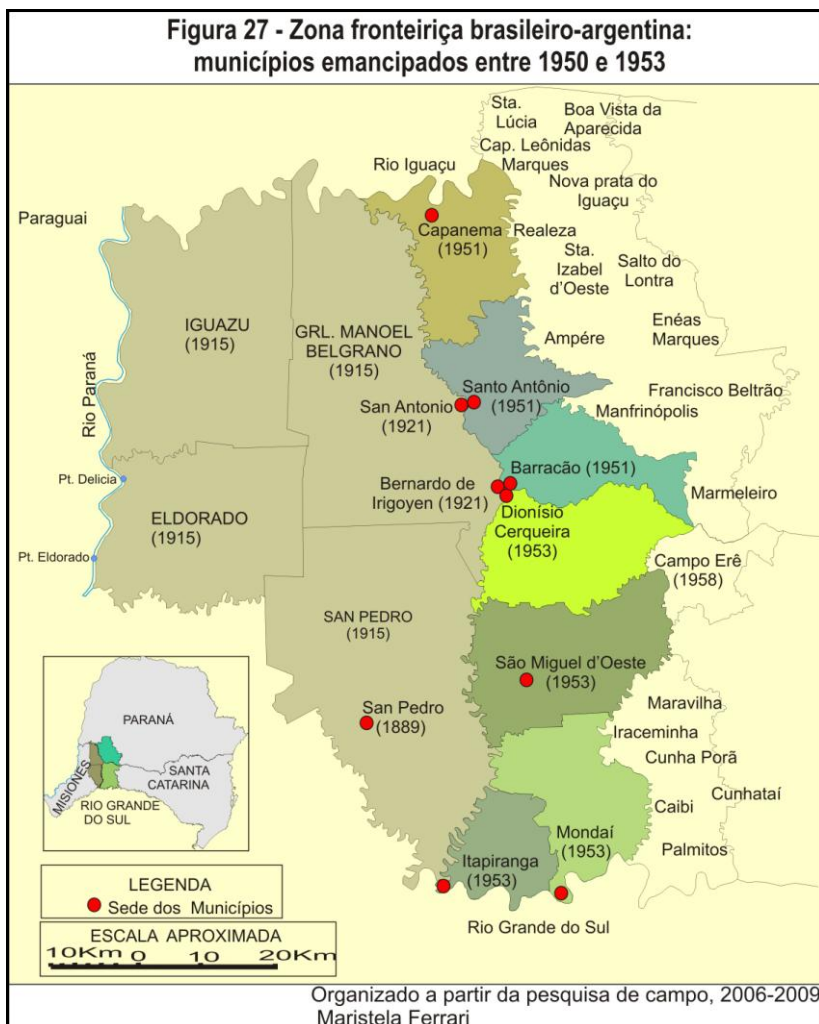 Figura 27 - Zona fronteiriça brasileiro-argentina:
municípios emancipados entre 1950 e 1953
Sta.
Lúcia
Boa Vista da
Aparecida
Cap. Leônidas
Marques
Rio Iguaçu
Nova prata do
Iguaçu
Paraguai
Capanema
(1951)
Realeza
Sta.
Izabel
d'Oeste
Salto do
Lontra
IGUAZU
(1915)
GRL. MANOEL
BELGRANO
(1915)
Ampére
Enéas
Marques
Rio Paraná
Santo Antônio
(1951)
San Antonio
(1921)
Francisco Beltrão
Manfrinópolis
Pt. Delicia
Bernardo de
Irigoyen (1921)
Barracão (1951)
Marmeleiro
ELDORADO
(1915)
Dionísio
Cerqueira
(1953)
Pt. Eldorado
Campo Erê
(1958)
SAN PEDRO
(1915)
São Miguel d'Oeste
(1953)
San Pedro
(1889)
Maravilha
Iraceminha
Cunha Porã
Cunhataí
Caibi
Palmitos
Mondaí
(1953)
Itapiranga
(1953)
Rio Grande do Sul
PARANÁ
MISIONES
SANTA
CATARINA
RIO GRANDE
DO SUL
LEGENDA
Sede dos Municípios
ESCALA APROXIMADA
10Km 0 10 20Km
Organizado a partir da pesquisa de campo, 2006-2009
Maristela Ferrari